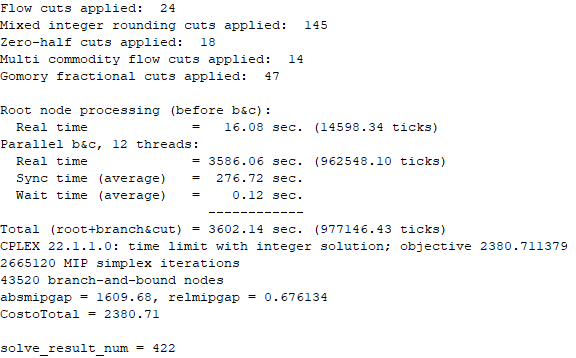 Flow cuts applied:  24
Mixed integer rounding cuts applied:  145
Zero-half cuts applied:  18
Multi commodity flow cuts applied:  14
Gomory fractional cuts applied:  47

Root node processing (before b&c):
  Real time             =   16.08 sec. (14598.34 ticks)
Parallel b&c, 12 threads:
  Real time             = 3586.06 sec. (962548.10 ticks)
  Sync time (average)   =  276.72 sec.
  Wait time (average)   =    0.12 sec.
                          ------------
Total (root+branch&cut) = 3602.14 sec. (977146.43 ticks)
CPLEX 22.1.1.0: time limit with integer solution; objective 2380.711379
2665120 MIP simplex iterations
43520 branch-and-bound nodes
absmipgap = 1609.68, relmipgap = 0.676134
CostoTotal = 2380.71

solve_result_num = 422